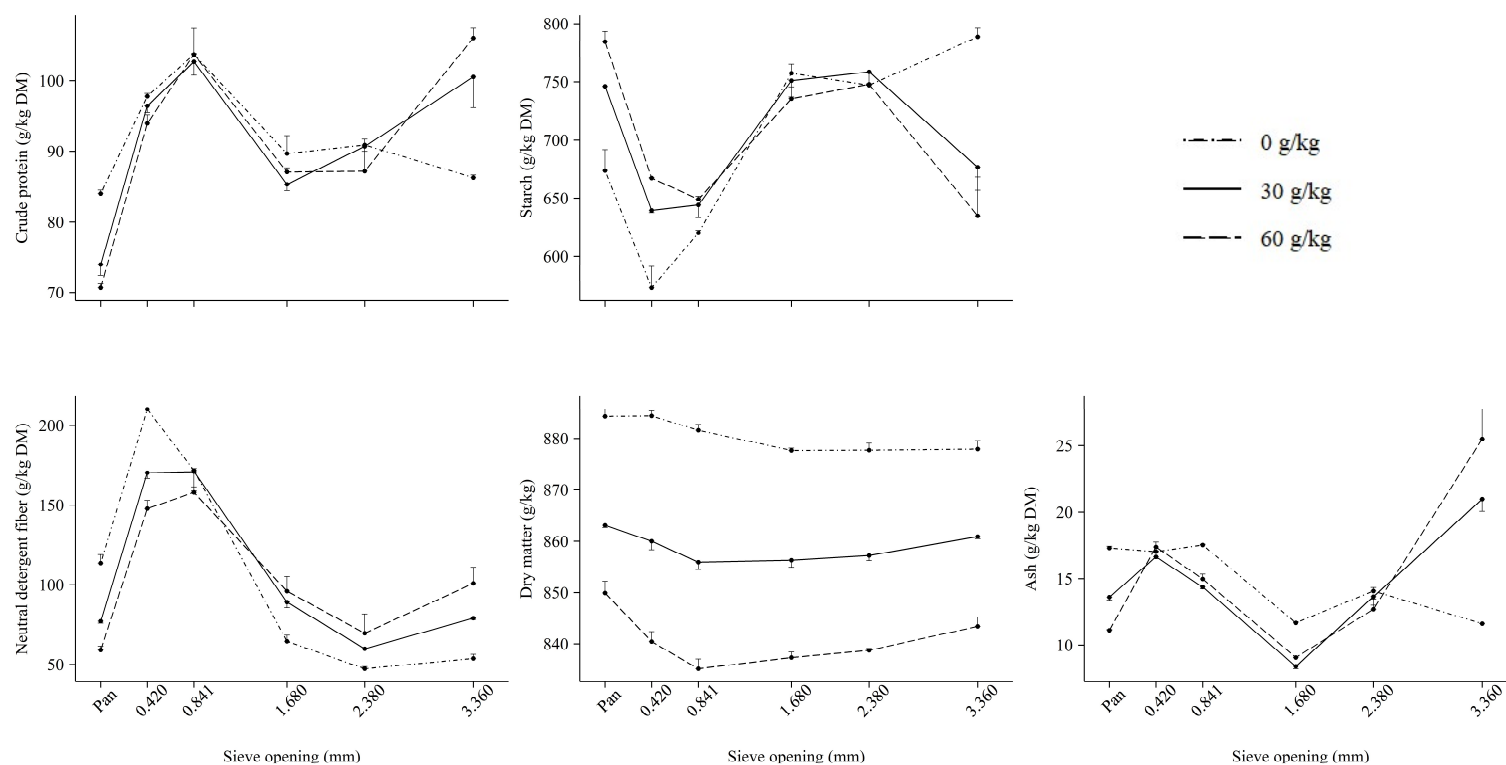 Crude protein (g/kg DM)
100
90
80
70
Starch (g/kg DM)
800
750
700
650
600
0 g/kg
30 g/kg
60 g/kg
Neutral detergent fiber (g/kg DM)
200
150
100
50
Pan
0.420
0.841
1.680
2.380
3.360
Sieve opening (mm)
Dry matter (g/kg)
880
870
860
850
840
Pan
0.420
0.841
1.680
2.380
3.360
Sieve opening (mm)
Ash (g/kg DM)
25
20
15
10
Pan
0.420
0.841
1.680
2.380
3.360
Sieve opening (mm)